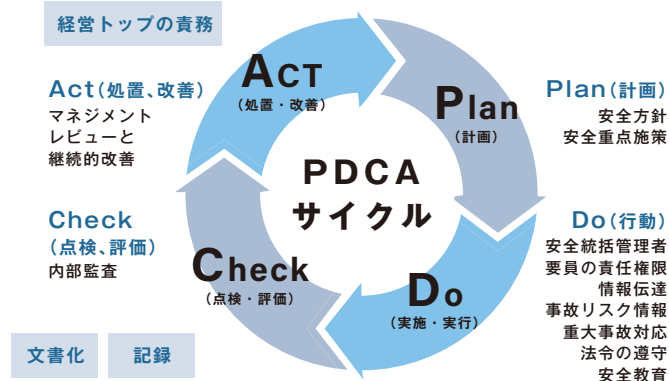 経営トップの責務
Act(処置、改善)
マネジメント
レビューと
継続的改善
Check
(点検、評価)
内部監査
文書化
記録
ACT
(処置・改善)
Plan
(計画)
PDCA
サイクル
Check
(点検・評価)
Do
(実施・実行)
Plan(計画)
安全方針
安全重点施策
Do(行動)
安全統括管理者
要員の責任権限
情報伝達
事故リスク情報
重大事故対応
法令の遵守
安全教育